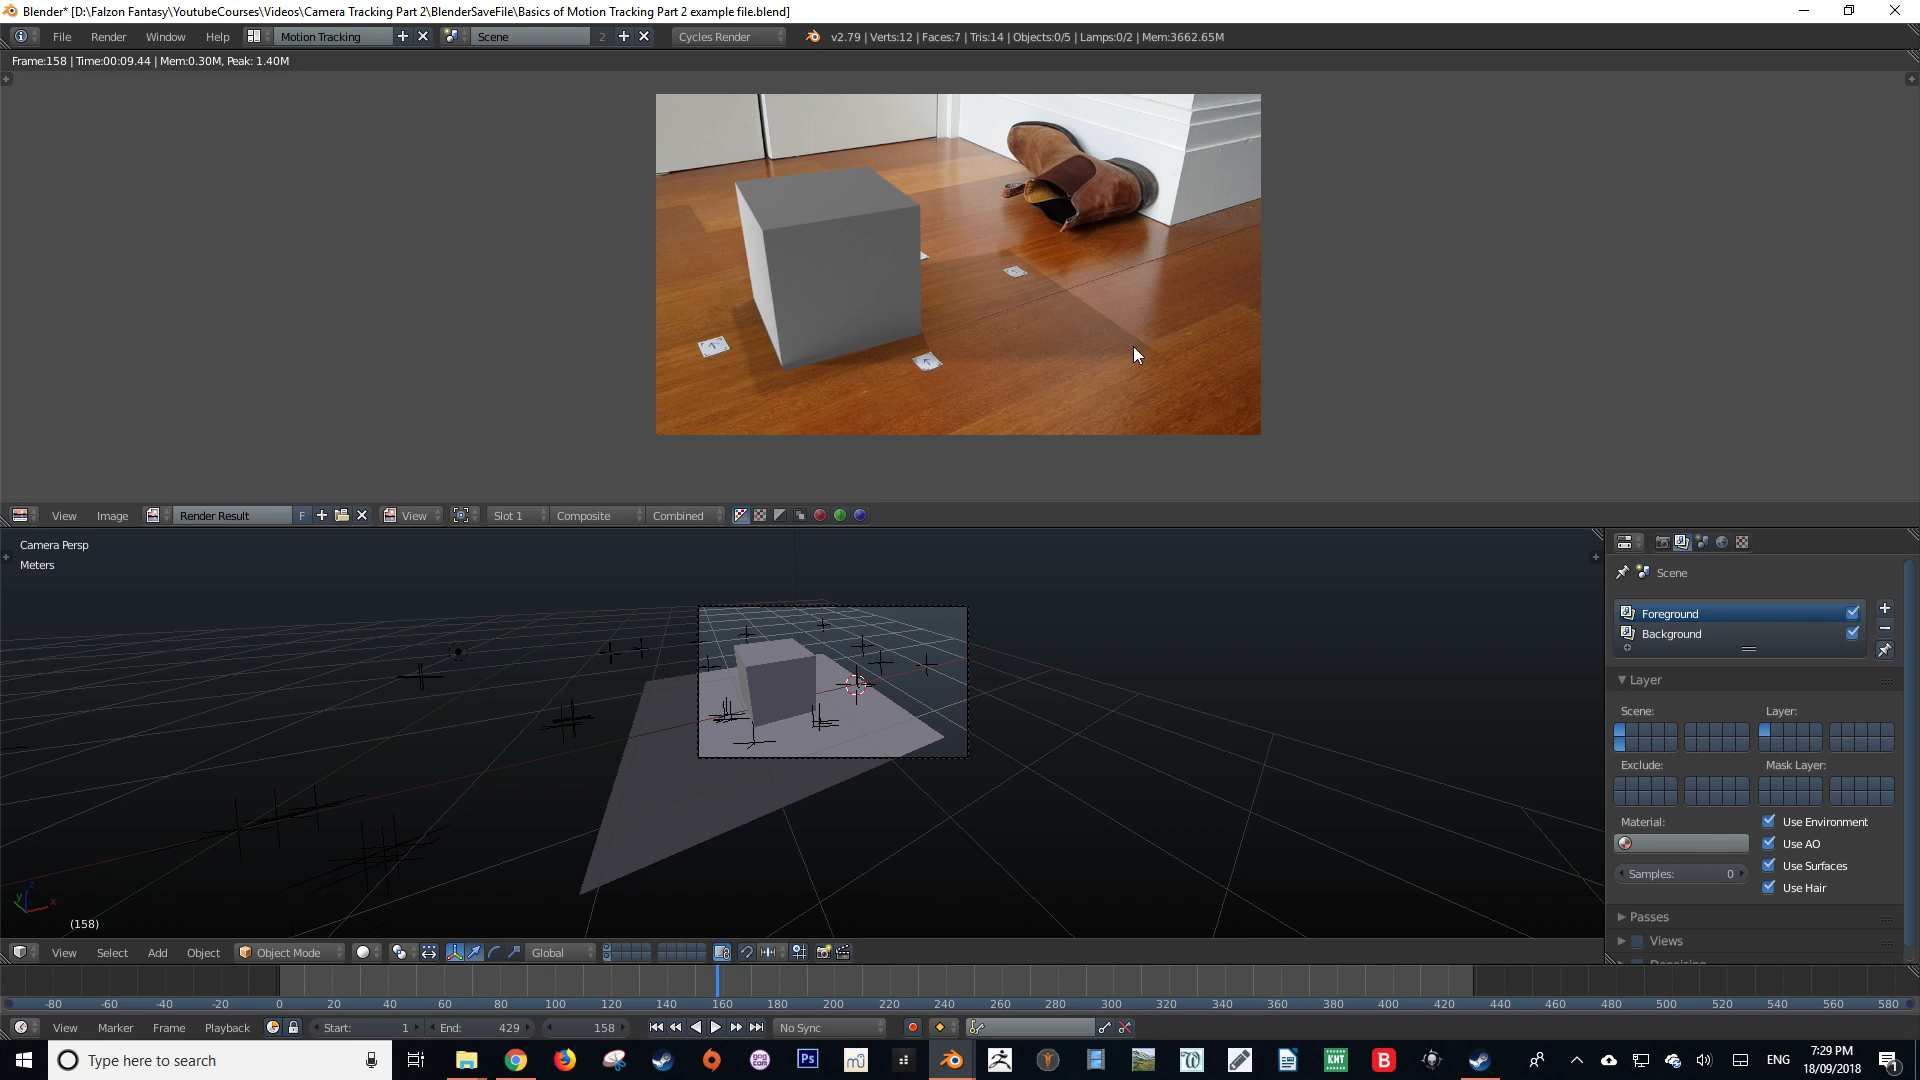 Blender* [D:\Falzon Fantasy\YoutubeCourses\Videos\Camera Tracking Part 2\BlenderSaveFile\Basics of Motion Tracking Part 2 example file.blend]
File Render Window Help Motion Tracking Scene 2 Cycles Render v2.79 | Verts:12 | Faces:7 | Tris:14 | Objects:0/5 | Lamps:0/2 | Mem:3662.65M
Frame:158 | Time:00:09.44 | Mem:0.30M, Peak: 1.40M
View Image Render Result F View Slot 1 Composite Combined
Camera Persp
Meters
Scene
Foreground
Background
Layer
Scene: Layer:
Exclude: Mask Layer:
Material: Use Environment
Use AO
Samples: 0 Use Surfaces
Use Hair
Passes
Views
z
y x
(158)
View Select Add Object Object Mode Global
-80 -60 -40 -20 0 20 40 60 80 100 120 140 160 180 200 220 240 260 280 300 320 340 360 380 400 420 440 460 480 500 520 540 560 580
View Marker Frame Playback Start: 1 End: 429 158 No Sync
Type here to search Ps KMT B ENG 7:29 PM
18/09/2018 1